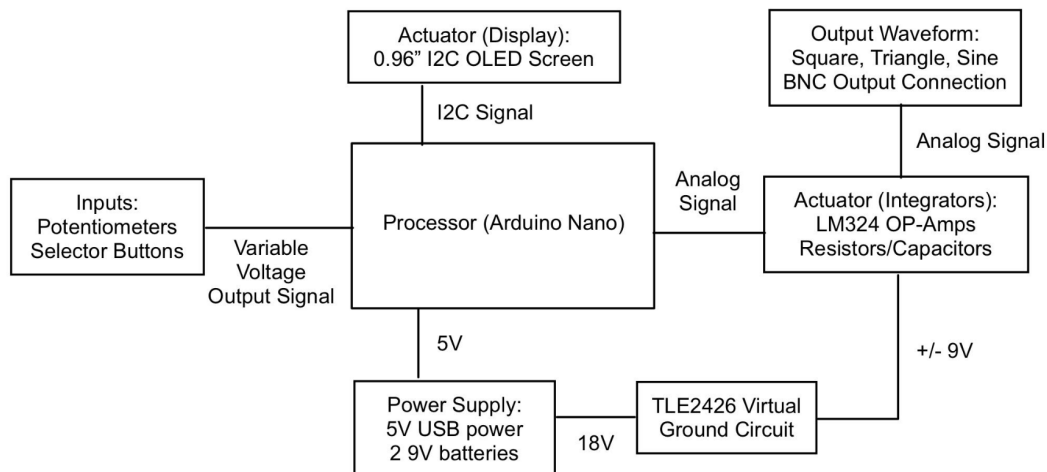 Actuator (Display):
0.96” I2C OLED Screen
Output Waveform:
Square, Triangle, Sine
BNC Output Connection
I2C Signal
Analog Signal
Inputs:
Potentiometers
Selector Buttons
Variable
Voltage
Output Signal
Processor (Arduino Nano)
Analog
Signal
Actuator (Integrators):
LM324 OP-Amps
Resistors/Capacitors
5V
+/- 9V
Power Supply:
5V USB power
2 9V batteries
18V
TLE2426 Virtual
Ground Circuit